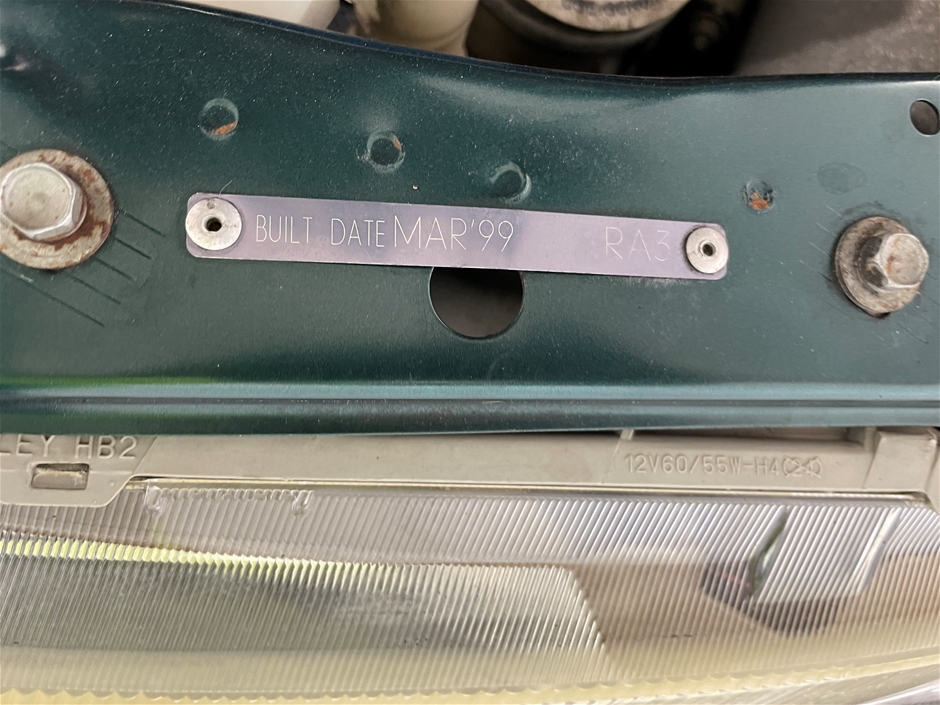 BUILT DATE MAR'99 RA3
LEY HB2
12V60/55W-H4